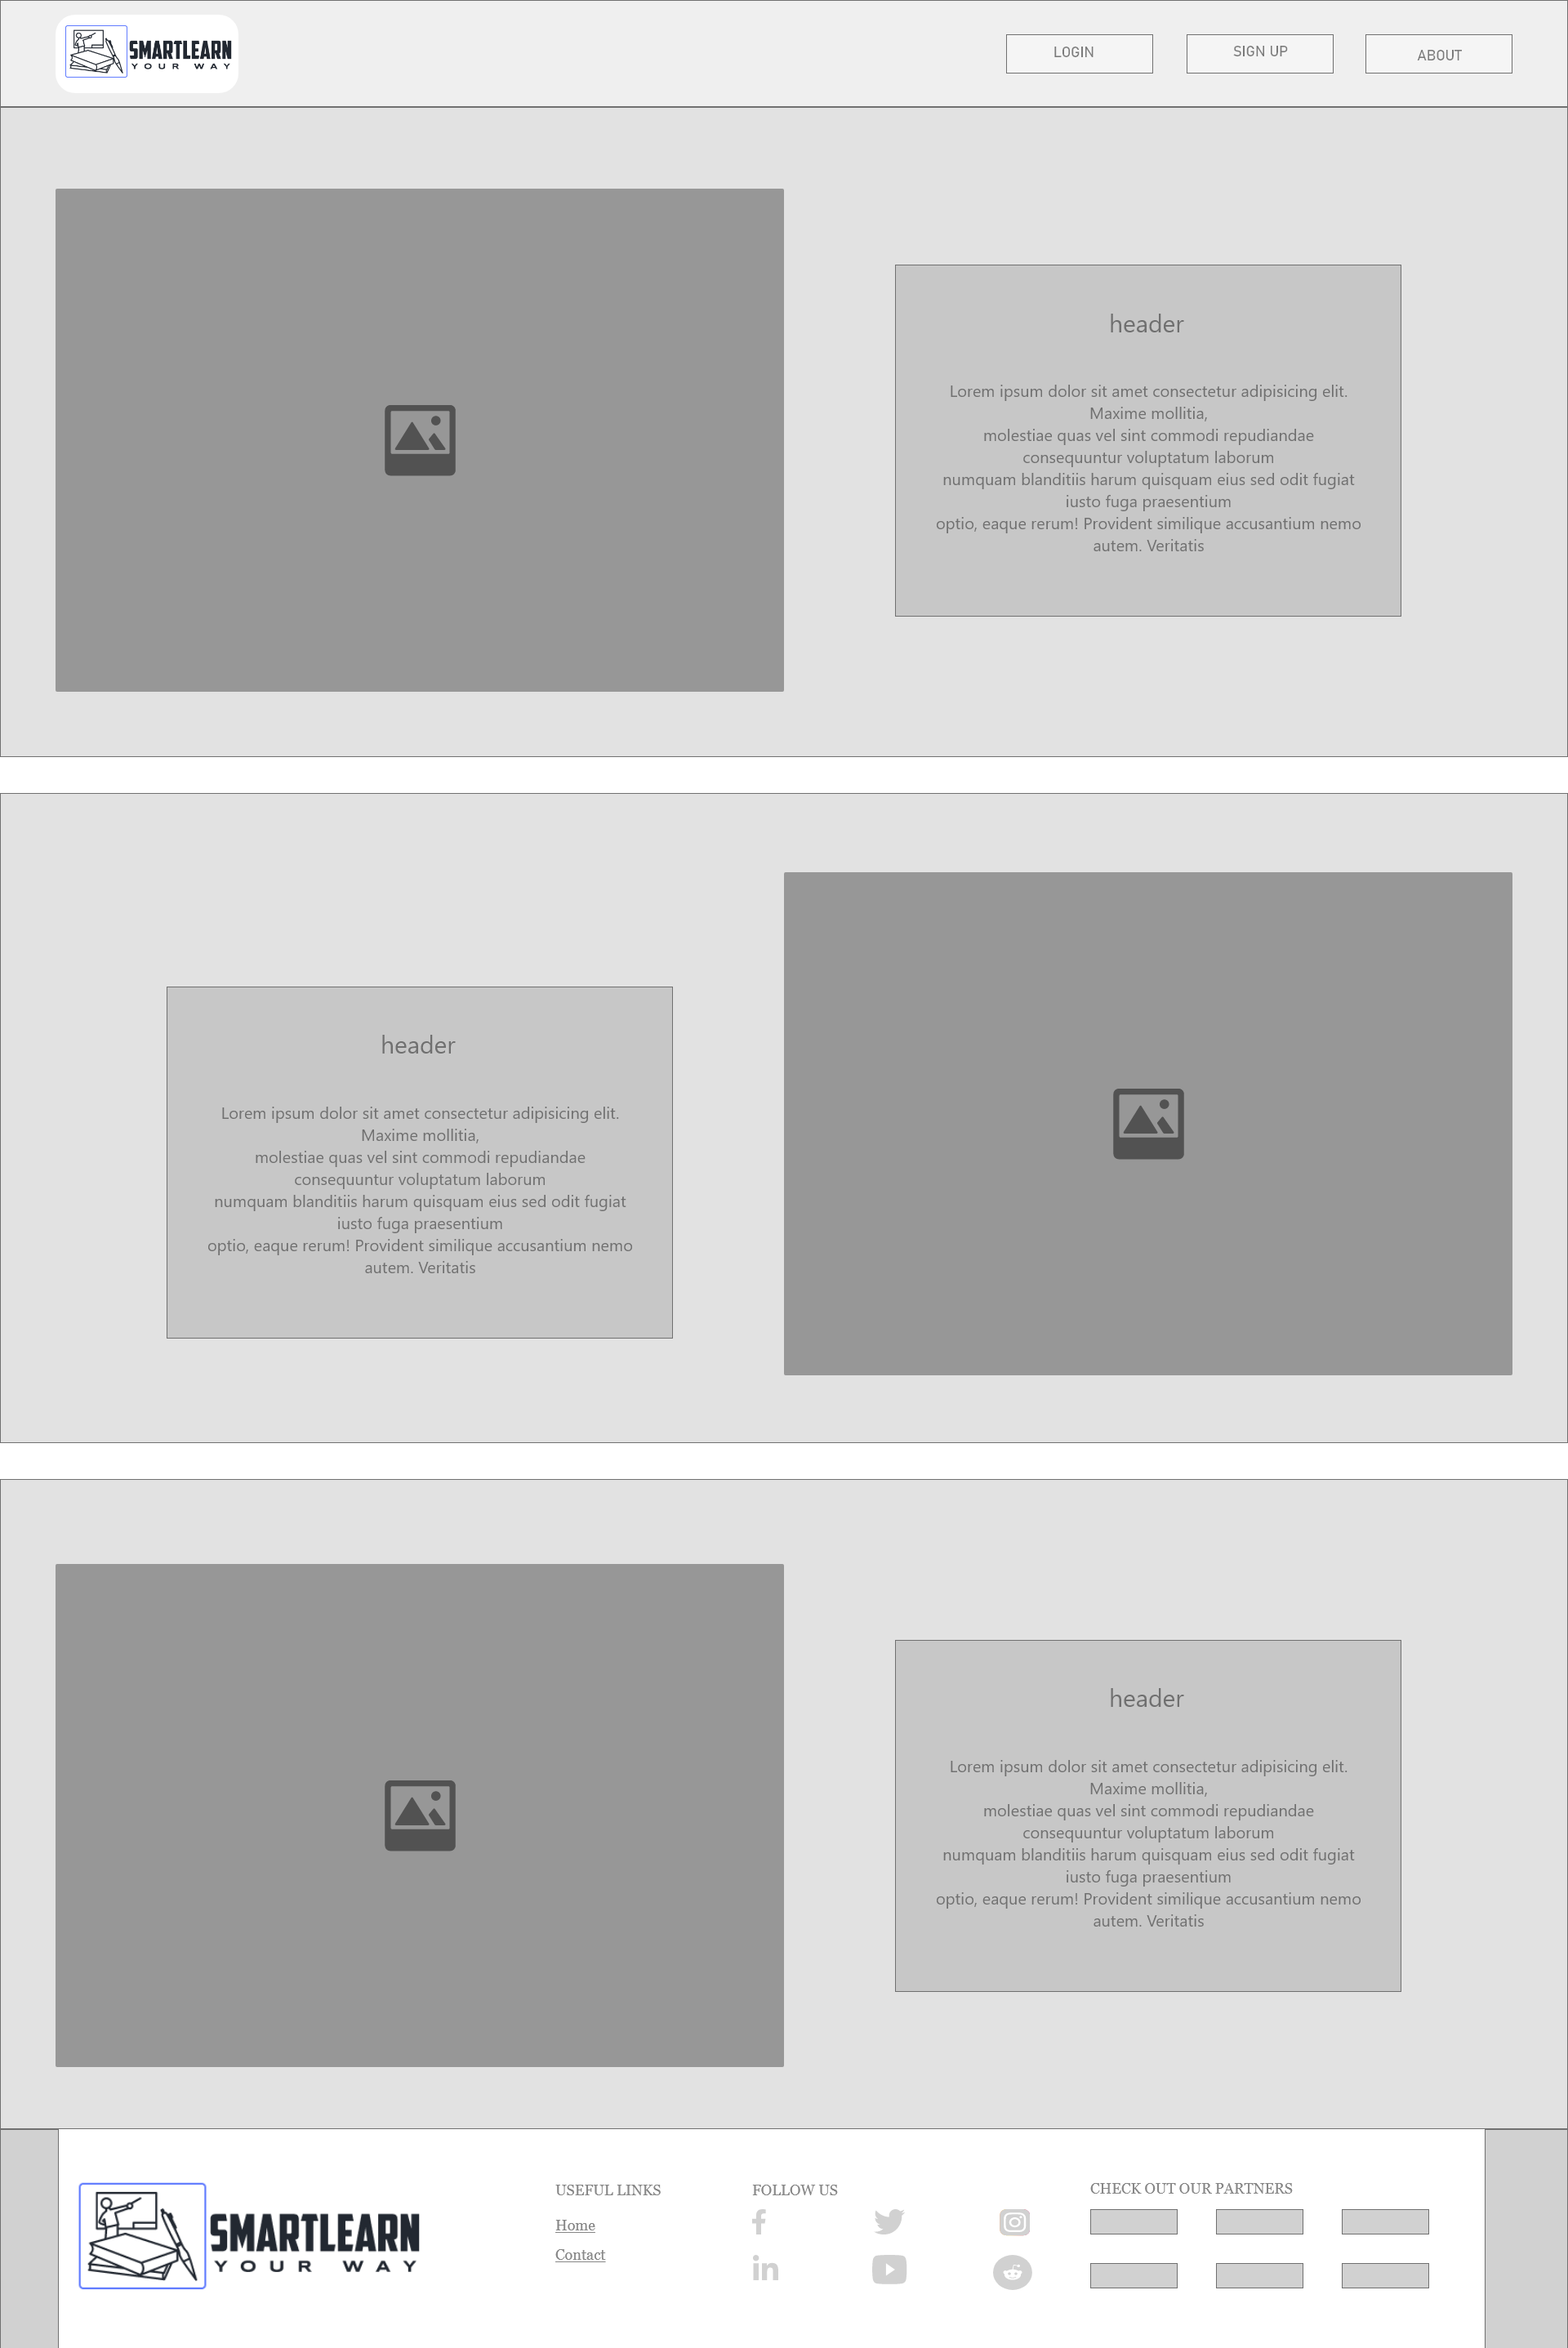 SMARTLEARN
YOUR WAY
LOGIN
SIGN UP
ABOUT
header
Lorem ipsum dolor sit amet consectetur adipisicing elit.
Maxime mollitia,
molestiae quas vel sint commodi repudiandae
consequuntur voluptatum laborum
numquam blanditiis harum quisquam eius sed odit fugiat
iusto fuga praesentium
optio, eaque rerum! Provident similique accusantium nemo
autem. Veritatis
header
Lorem ipsum dolor sit amet consectetur adipisicing elit.
Maxime mollitia,
molestiae quas vel sint commodi repudiandae
consequuntur voluptatum laborum
numquam blanditiis harum quisquam eius sed odit fugiat
iusto fuga praesentium
optio, eaque rerum! Provident similique accusantium nemo
autem. Veritatis
header
Lorem ipsum dolor sit amet consectetur adipisicing elit.
Maxime mollitia,
molestiae quas vel sint commodi repudiandae
consequuntur voluptatum laborum
numquam blanditiis harum quisquam eius sed odit fugiat
iusto fuga praesentium
optio, eaque rerum! Provident similique accusantium nemo
autem. Veritatis
SMARTLEARN
YOUR WAY
USEFUL LINKS
Home
Contact
FOLLOW US
CHECK OUT OUR PARTNERS